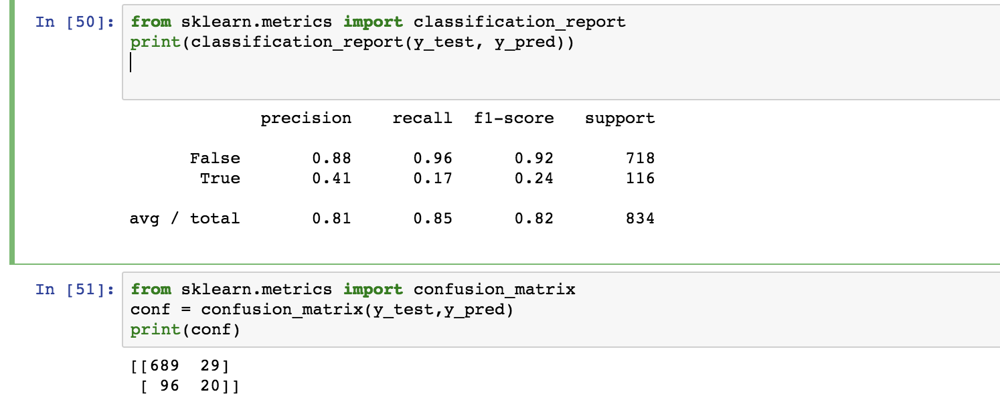 In [50]: from sklearn.metrics import classification_report
print(classification_report(y_test, y_pred))
precision recall f1-score support
False 0.88 0.96 0.92 718
True 0.41 0.17 0.24 116
avg / total 0.81 0.85 0.82 834
In [51]: from sklearn.metrics import confusion_matrix
conf = confusion_matrix(y_test,y_pred)
print(conf)
[[689 29]
[ 96 20]]